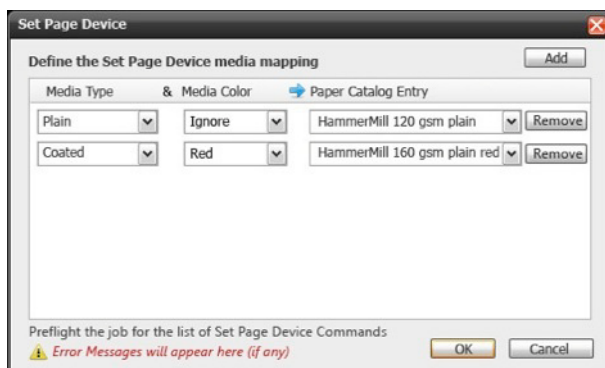 Set Page Device
Define the Set Page Device media mapping Add
Media Type & Media Color Paper Catalog Entry
Plain Ignore HammerMill 120 gsm plain Remove
Coated Red HammerMill 160 gsm plain red Remove
Preflight the job for the list of Set Page Device Commands
Error Messages will appear here (if any) OK Cancel